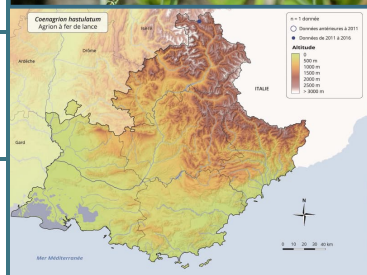 Coenagrion hastulatum
Agrion à fer de lance
Isère
n = 1 donnée
Données antérieures à 2011
Données de 2011 à 2016
Altitude
0
500 m
1000 m
1500 m
2000 m
2500 m
> 3000 m
Drôme
Ardèche
ITALIE
Gard
N
0 10 20 30 40 km
Mer Méditerranée